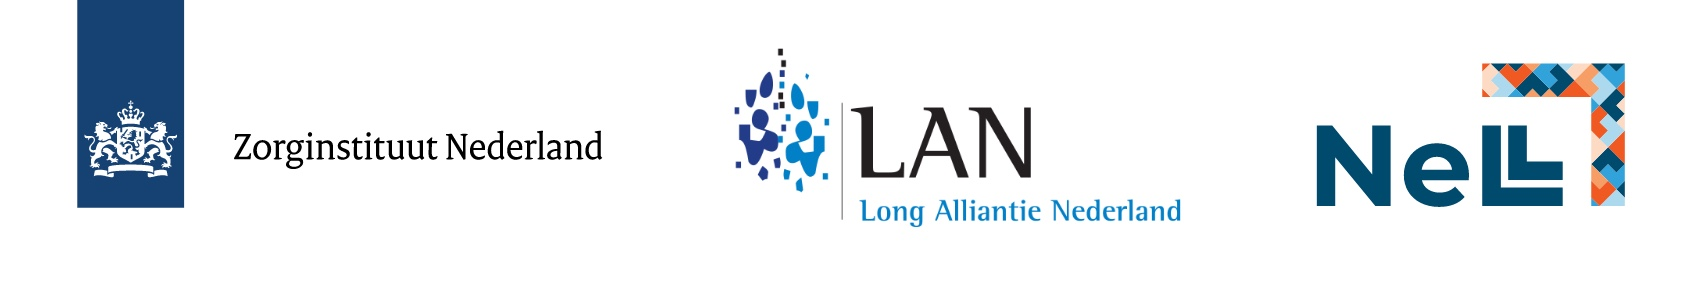 Zorginstituut Nederland
LAN
Long Alliantie Nederland
NeLL